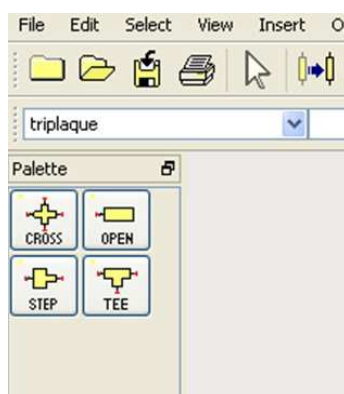 File Edit Select View Insert O
triplaque
Palette
CROSS OPEN
STEP TEE